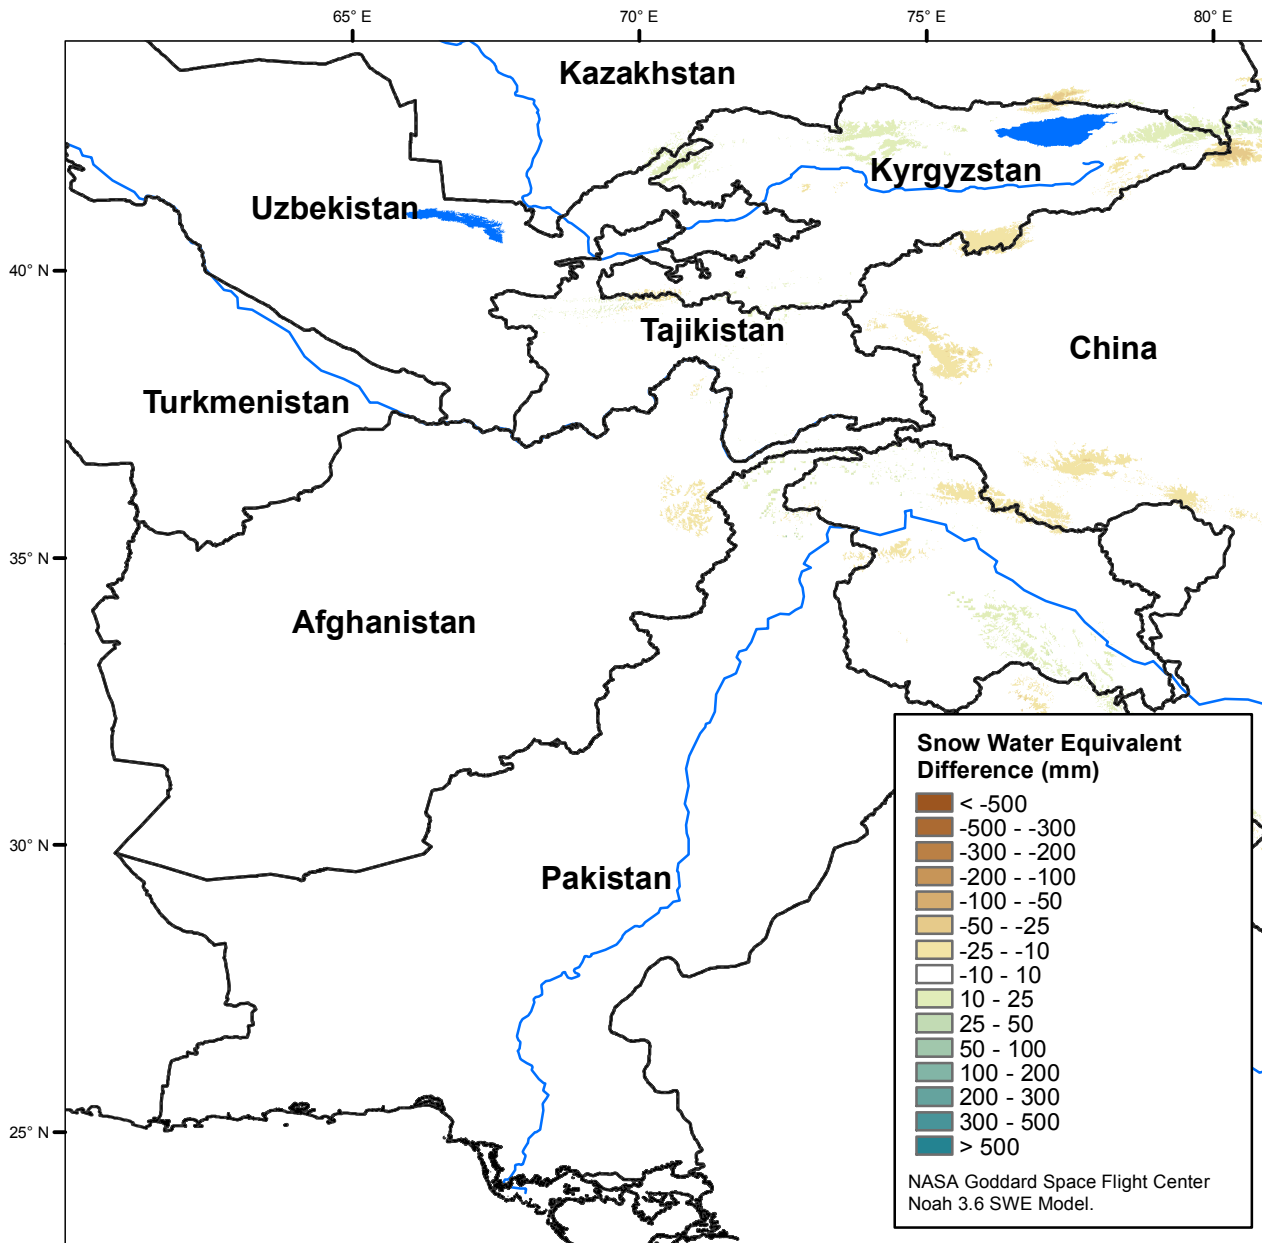 65° E
70° E
75° E
80° E
Kazakhstan
Kyrgyzstan
Uzbekistan
40° N
Tajikistan
China
Turkmenistan
35° N
Afghanistan
30° N
Pakistan
25° N
Snow Water Equivalent
Difference (mm)
< -500
-500 - -300
-300 - -200
-200 - -100
-100 - -50
-50 - -25
-25 - -10
-10 - 10
10 - 25
25 - 50
50 - 100
100 - 200
200 - 300
300 - 500
> 500
NASA Goddard Space Flight Center
Noah 3.6 SWE Model.